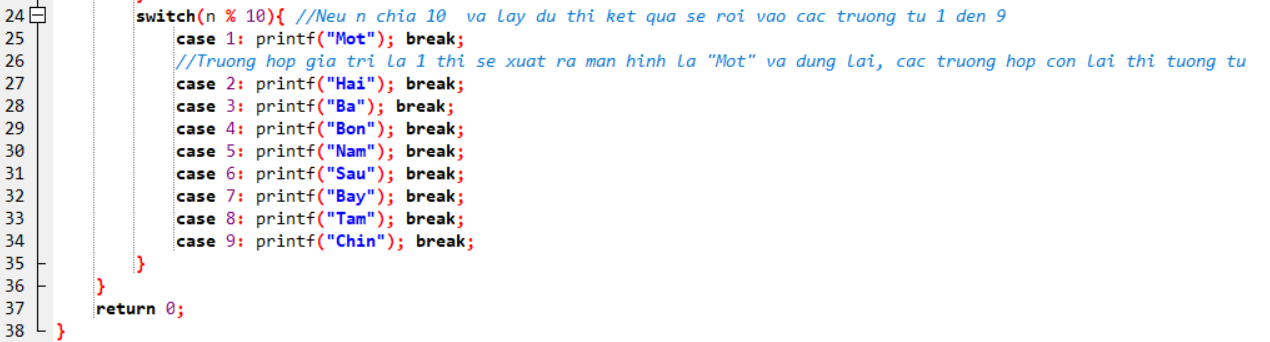 24 switch(n % 10){ //Neu n chia 10  va lay du thi ket qua se roi vao cac truong tu 1 den 9
25 case 1: printf("Mot"); break;
26 //Truong hop gia tri la 1 thi se xuat ra man hinh la "Mot" va dung lai, cac truong hop con lai thi tuong tu
27 case 2: printf("Hai"); break;
28 case 3: printf("Ba"); break;
29 case 4: printf("Bon"); break;
30 case 5: printf("Nam"); break;
31 case 6: printf("Sau"); break;
32 case 7: printf("Bay"); break;
33 case 8: printf("Tam"); break;
34 case 9: printf("Chin"); break;
35 }
36 }
37 return 0;
38 }